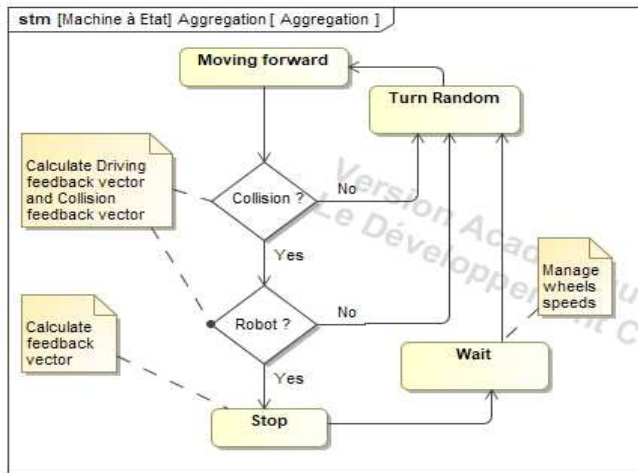 stm [Machine à Etat] Aggregation [ Aggregation ]
Moving forward
Turn Random
Calculate Driving
feedback vector
and Collision
feedback vector
Collision ?
No
Yes
Version Acad
Le Développement C
Manage
wheels
speeds
Robot ?
No
Calculate
feedback
vector
Yes
Wait
Stop